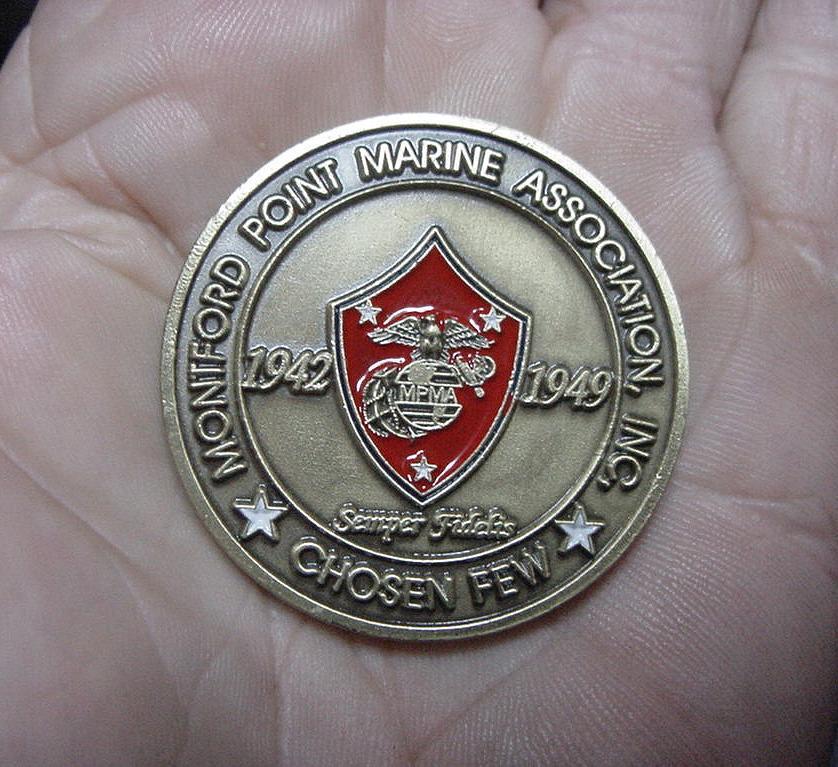 MONTFORD POINT MARINE ASSOCIATION, INC,
1942
1949
MPMA
Semper Fidelis
CHOSEN FEW